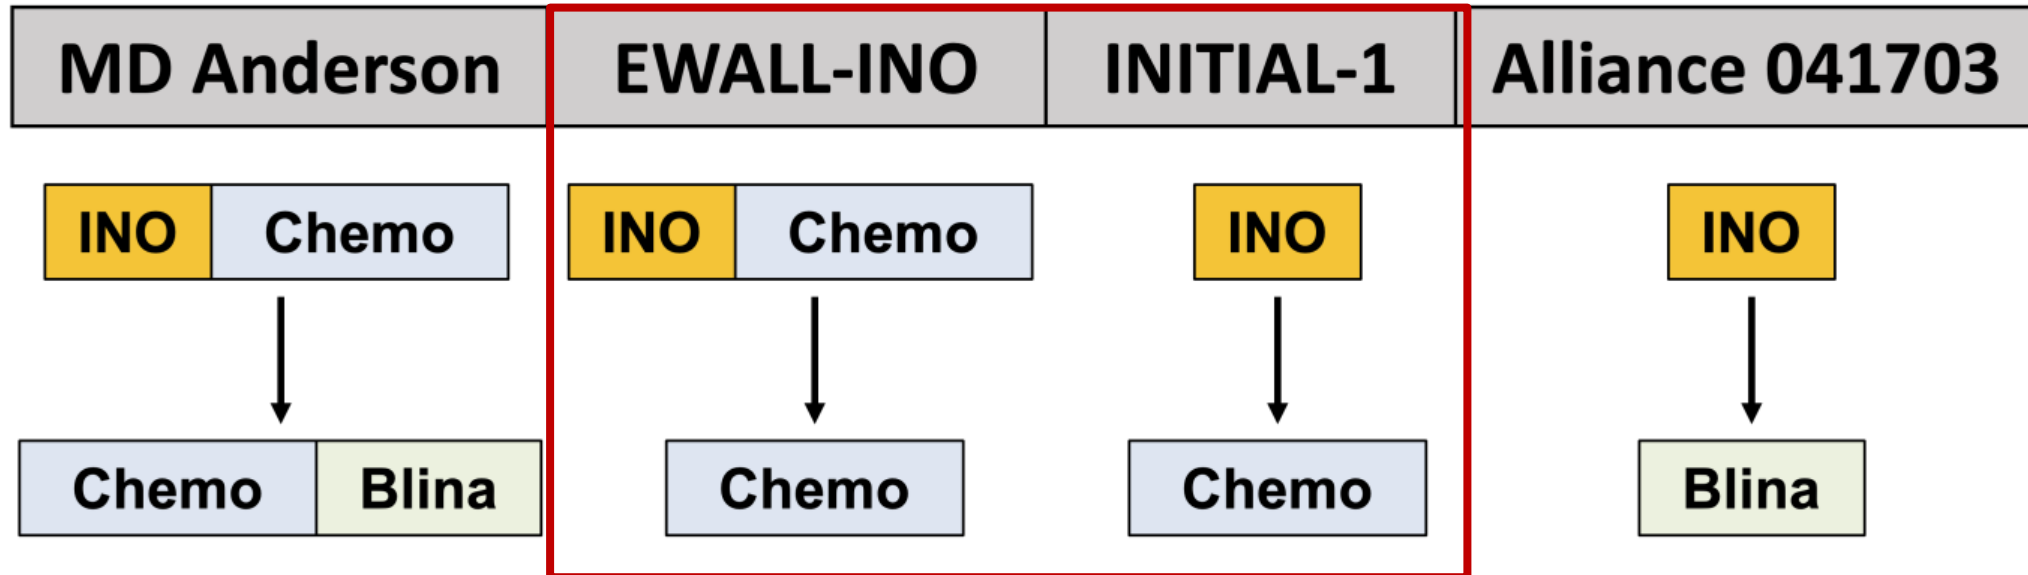 MD Anderson EWALL-INO INITIAL-1 Alliance 041703
INO Chemo INO Chemo INO INO
Chemo Blina Chemo Chemo Blina